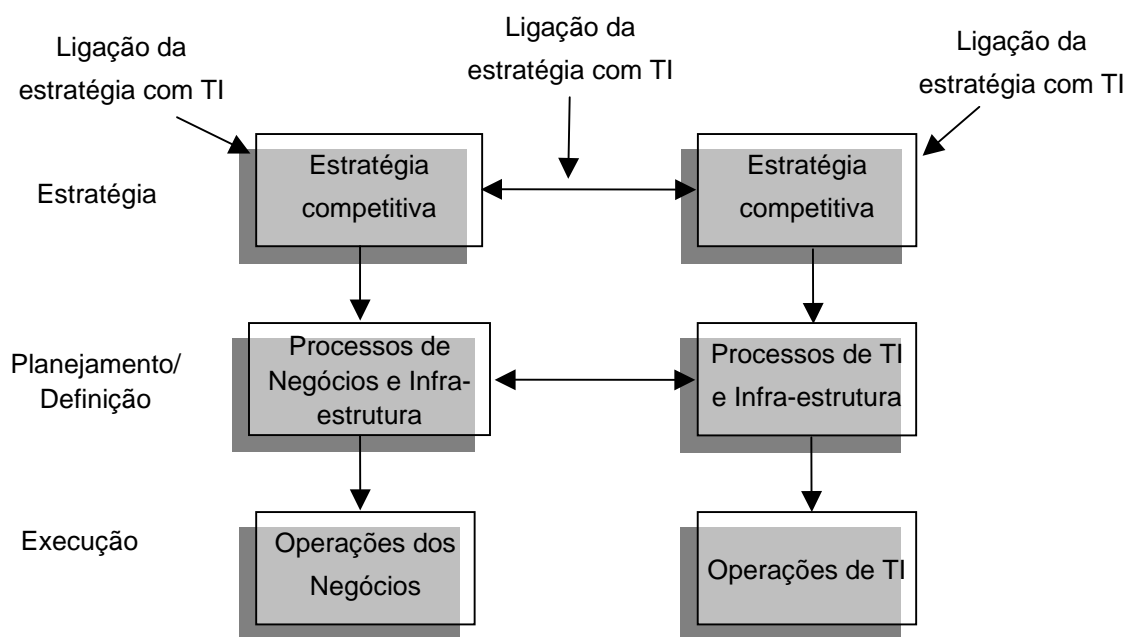 Ligação da
estratégia com TI
Ligação da
estratégia com TI
Ligação da
estratégia com TI
Estratégia
Estratégia
competitiva
Estratégia
competitiva
Planejamento/
Definição
Processos de
Negócios e Infra-
estrutura
Processos de TI
e Infra-estrutura
Execução
Operações dos
Negócios
Operações de TI